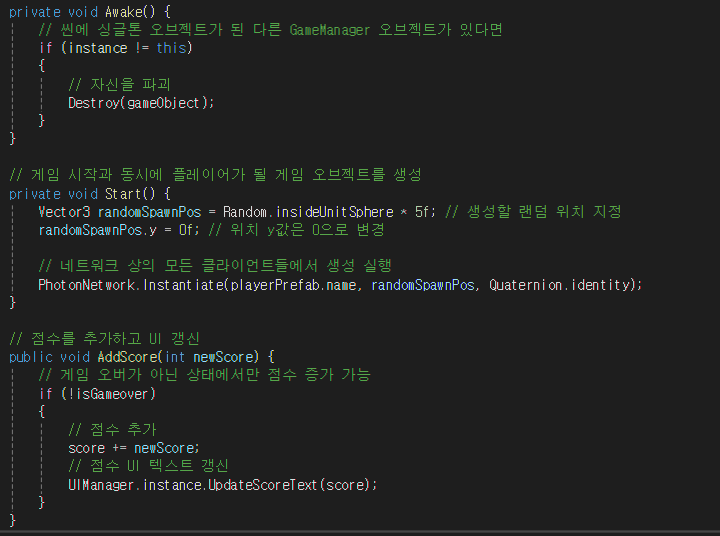 private void Awake() {
// 씬에 싱글톤 오브젝트가 된 다른 GameManager 오브젝트가 있다면
if (instance != this)
{
// 자신을 파괴
Destroy(gameObject);
}
}
// 게임 시작과 동시에 플레이어가 될 게임 오브젝트를 생성
private void Start() {
Vector3 randomSpawnPos = Random.insideUnitSphere * 5f; // 생성할 랜덤 위치 지정
randomSpawnPos.y = 0f; // 위치 y값은 0으로 변경
// 네트워크 상의 모든 클라이언트들에서 생성 실행
PhotonNetwork.Instantiate(playerPrefab.name, randomSpawnPos, Quaternion.identity);
}
// 점수를 추가하고 UI 갱신
public void AddScore(int newScore) {
// 게임 오버가 아닌 상태에서만 점수 증가 가능
if (!isGameover)
{
// 점수 추가
score += newScore;
// 점수 UI 텍스트 갱신
UIManager.instance.UpdateScoreText(score);
}
}